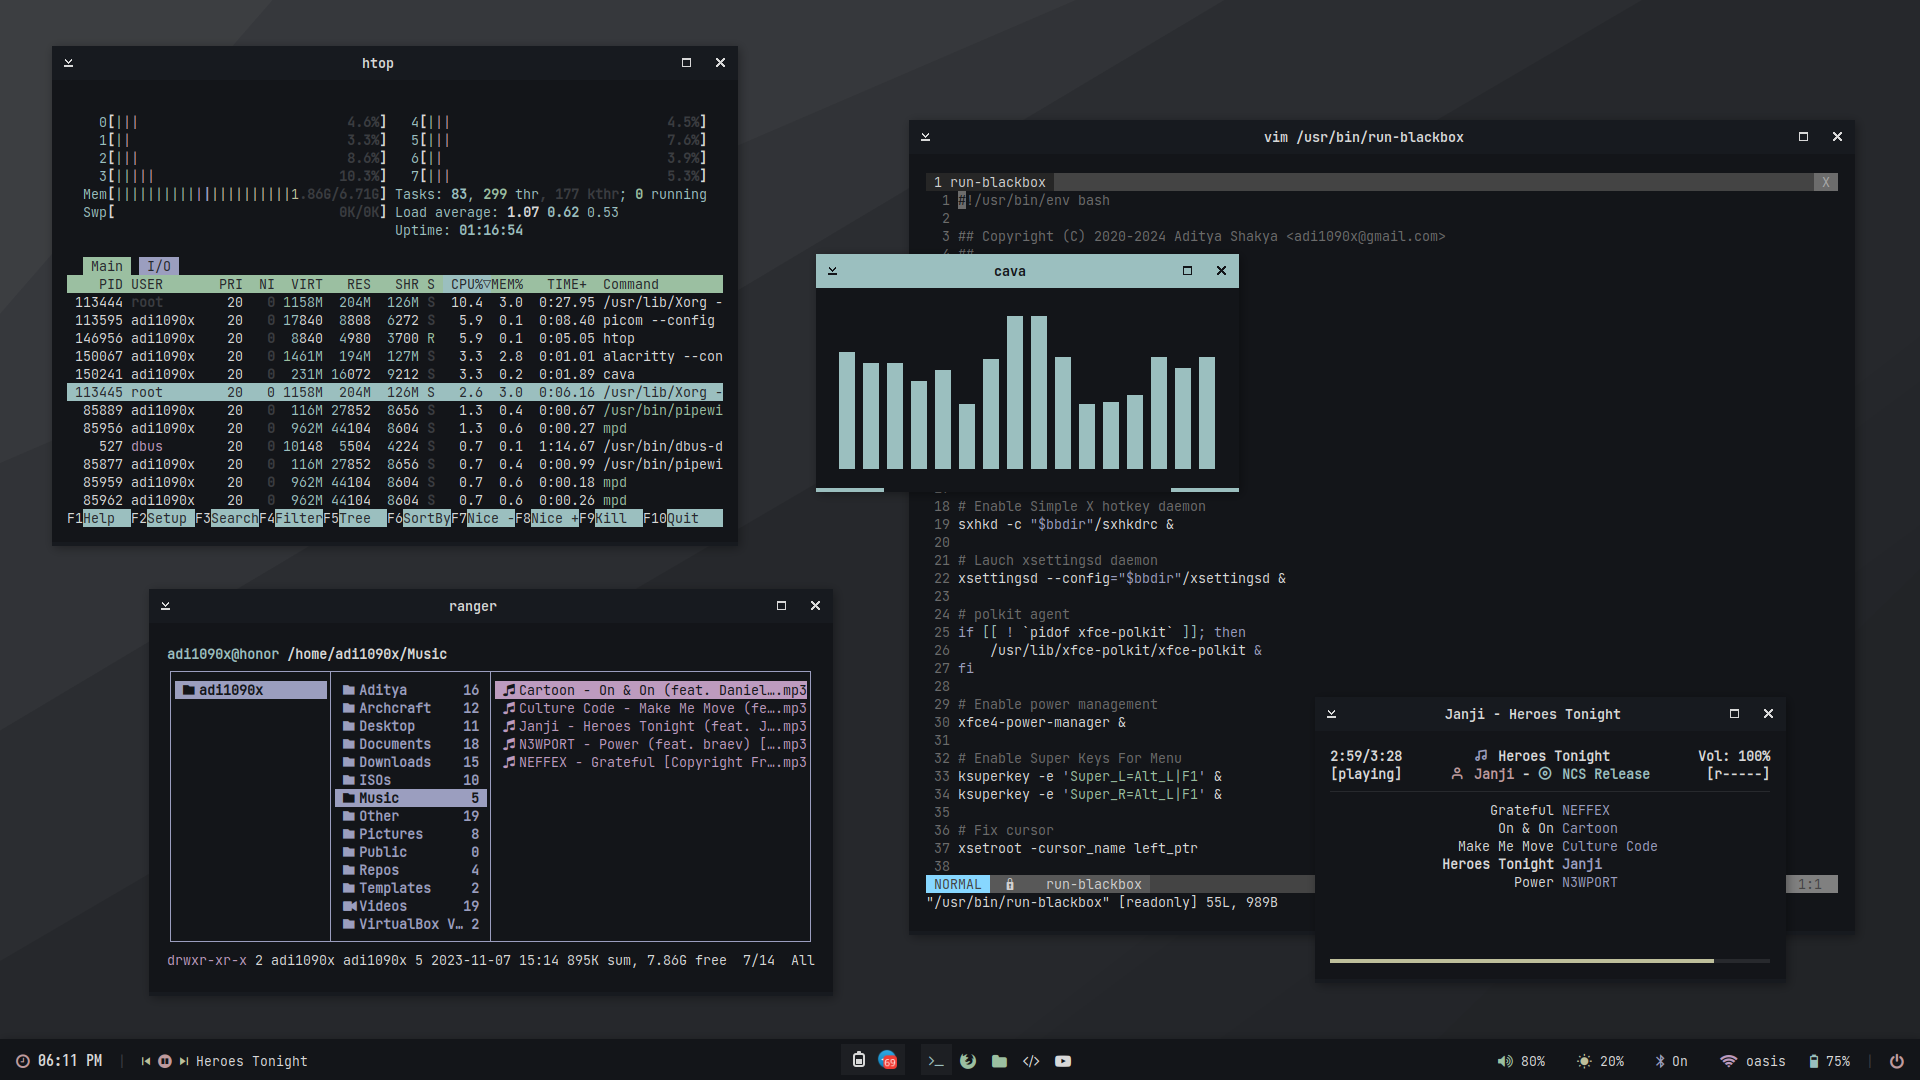 htop
0[||| 4.6%] 4[||| 4.5%]
1[|| 3.3%] 5[||| 7.6%]
2[||| 8.6%] 6[|| 3.9%]
3[||||| 10.3%] 7[||| 5.3%]
Mem[||||||||||||||||||||||1.86G/6.71G] Tasks: 83, 299 thr, 177 kthr; 0 running
Swp[ 0K/0K] Load average: 1.07 0.62 0.53
Uptime: 01:16:54
Main I/O
PID USER PRI NI VIRT RES SHR S CPU%▽MEM% TIME+ Command
113444 root 20 0 1158M 204M 126M S 10.4 3.0 0:27.95 /usr/lib/Xorg -
113595 adi1090x 20 0 17840 8808 6272 S 5.9 0.1 0:08.40 picom --config
146956 adi1090x 20 0 8840 4980 3700 R 5.9 0.1 0:05.05 htop
150067 adi1090x 20 0 1461M 194M 127M S 3.3 2.8 0:01.01 alacritty --con
150241 adi1090x 20 0 231M 16072 9212 S 3.3 0.2 0:01.89 cava
113445 root 20 0 1158M 204M 126M S 2.6 3.0 0:06.16 /usr/lib/Xorg -
85889 adi1090x 20 0 116M 27852 8656 S 1.3 0.4 0:00.67 /usr/bin/pipewi
85956 adi1090x 20 0 962M 44104 8604 S 1.3 0.6 0:00.27 mpd
527 dbus 20 0 10148 5504 4224 S 0.7 0.1 1:14.67 /usr/bin/dbus-d
85877 adi1090x 20 0 116M 27852 8656 S 0.7 0.4 0:00.99 /usr/bin/pipewi
85959 adi1090x 20 0 962M 44104 8604 S 0.7 0.6 0:00.18 mpd
85962 adi1090x 20 0 962M 44104 8604 S 0.7 0.6 0:00.26 mpd
F1Help F2Setup F3SearchF4FilterF5Tree F6SortByF7Nice -F8Nice +F9Kill F10Quit
vim /usr/bin/run-blackbox
1 run-blackbox X
1 #!/usr/bin/env bash
2
3 ## Copyright (C) 2020-2024 Aditya Shakya <adi1090x@gmail.com>
4 ##
cava
18 # Enable Simple X hotkey daemon
19 sxhkd -c "$bbdir"/sxhkdrc &
20
21 # Lauch xsettingsd daemon
22 xsettingsd --config="$bbdir"/xsettingsd &
23
24 # polkit agent
25 if [[ ! `pidof xfce-polkit` ]]; then
26 /usr/lib/xfce-polkit/xfce-polkit &
27 fi
28
29 # Enable power management
30 xfce4-power-manager &
31
32 # Enable Super Keys For Menu
33 ksuperkey -e 'Super_L=Alt_L|F1' &
34 ksuperkey -e 'Super_R=Alt_L|F1' &
35
36 # Fix cursor
37 xsetroot -cursor_name left_ptr
38
NORMAL run-blackbox 1:1
"/usr/bin/run-blackbox" [readonly] 55L, 989B
ranger
adi1090x@honor /home/adi1090x/Music
adi1090x
Aditya 16
Archcraft 12
Desktop 11
Documents 18
Downloads 15
ISOs 10
Music 5
Other 19
Pictures 8
Public 0
Repos 4
Templates 2
Videos 19
VirtualBox V… 2
Cartoon - On & On (feat. Daniel….mp3
Culture Code - Make Me Move (fe….mp3
Janji - Heroes Tonight (feat. J….mp3
N3WPORT - Power (feat. braev) [….mp3
NEFFEX - Grateful [Copyright Fr….mp3
drwxr-xr-x 2 adi1090x adi1090x 5 2023-11-07 15:14 895K sum, 7.86G free 7/14 All
Janji - Heroes Tonight
2:59/3:28 Heroes Tonight Vol: 100%
[playing] Janji - NCS Release [r-----]
Grateful NEFFEX
On & On Cartoon
Make Me Move Culture Code
Heroes Tonight Janji
Power N3WPORT
06:11 PM | Heroes Tonight 69 80% 20% On oasis 75% |